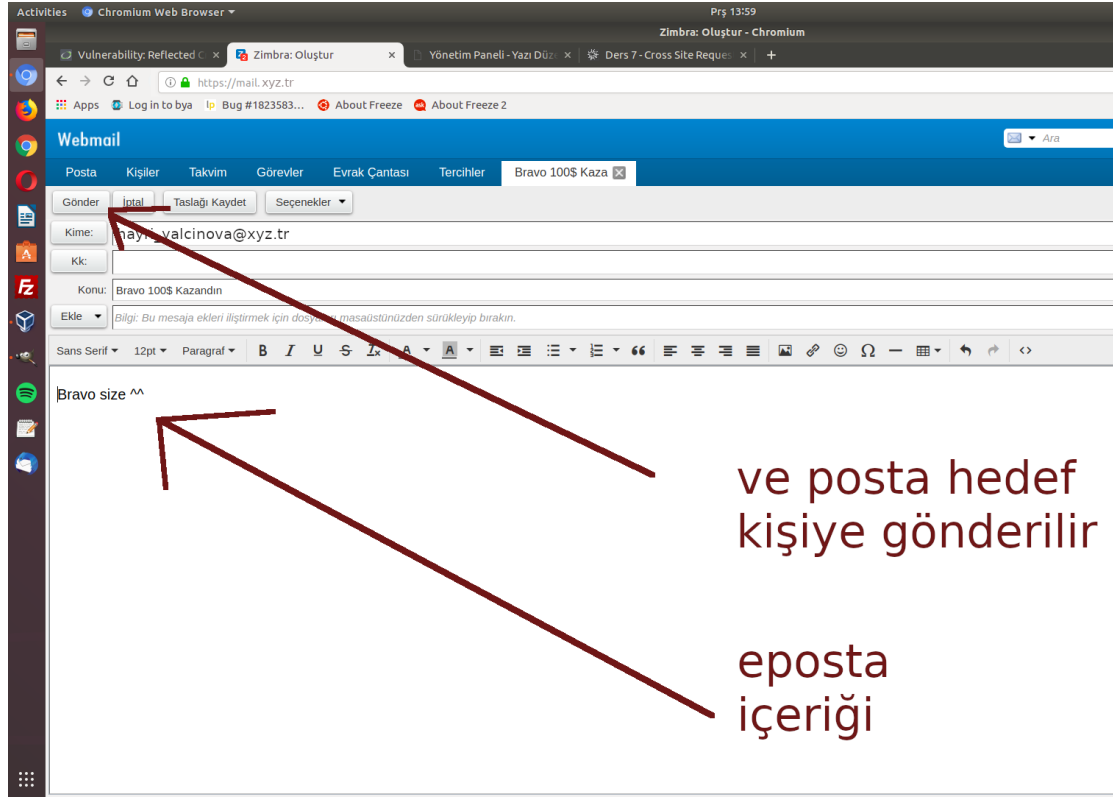 Activities Chromium Web Browser Prş 13:59
Zimbra: Oluştur - Chromium
Vulnerability: Reflected C Zimbra: Oluştur Yönetim Paneli - Yazı Düze Ders 7 - Cross Site Reques
https://mail.xyz.tr
Apps Log in to bya Bug #1823583... About Freeze About Freeze 2
Webmail Ara
Posta Kişiler Takvim Görevler Evrak Çantası Tercihler Bravo 100$ Kaza
Gönder İptal Taslağı Kaydet Seçenekler
Kime: hayri_yalcinova@xyz.tr
Kk:
Konu: Bravo 100$ Kazandın
Ekle Bilgi: Bu mesaja ekleri iliştirmek için dosyaları masaüstünüzden sürükleyip bırakın.
Sans Serif 12pt Paragraf B I U S Tx A A
Bravo size ^^
ve posta hedef
kişiye gönderilir
eposta
içeriği